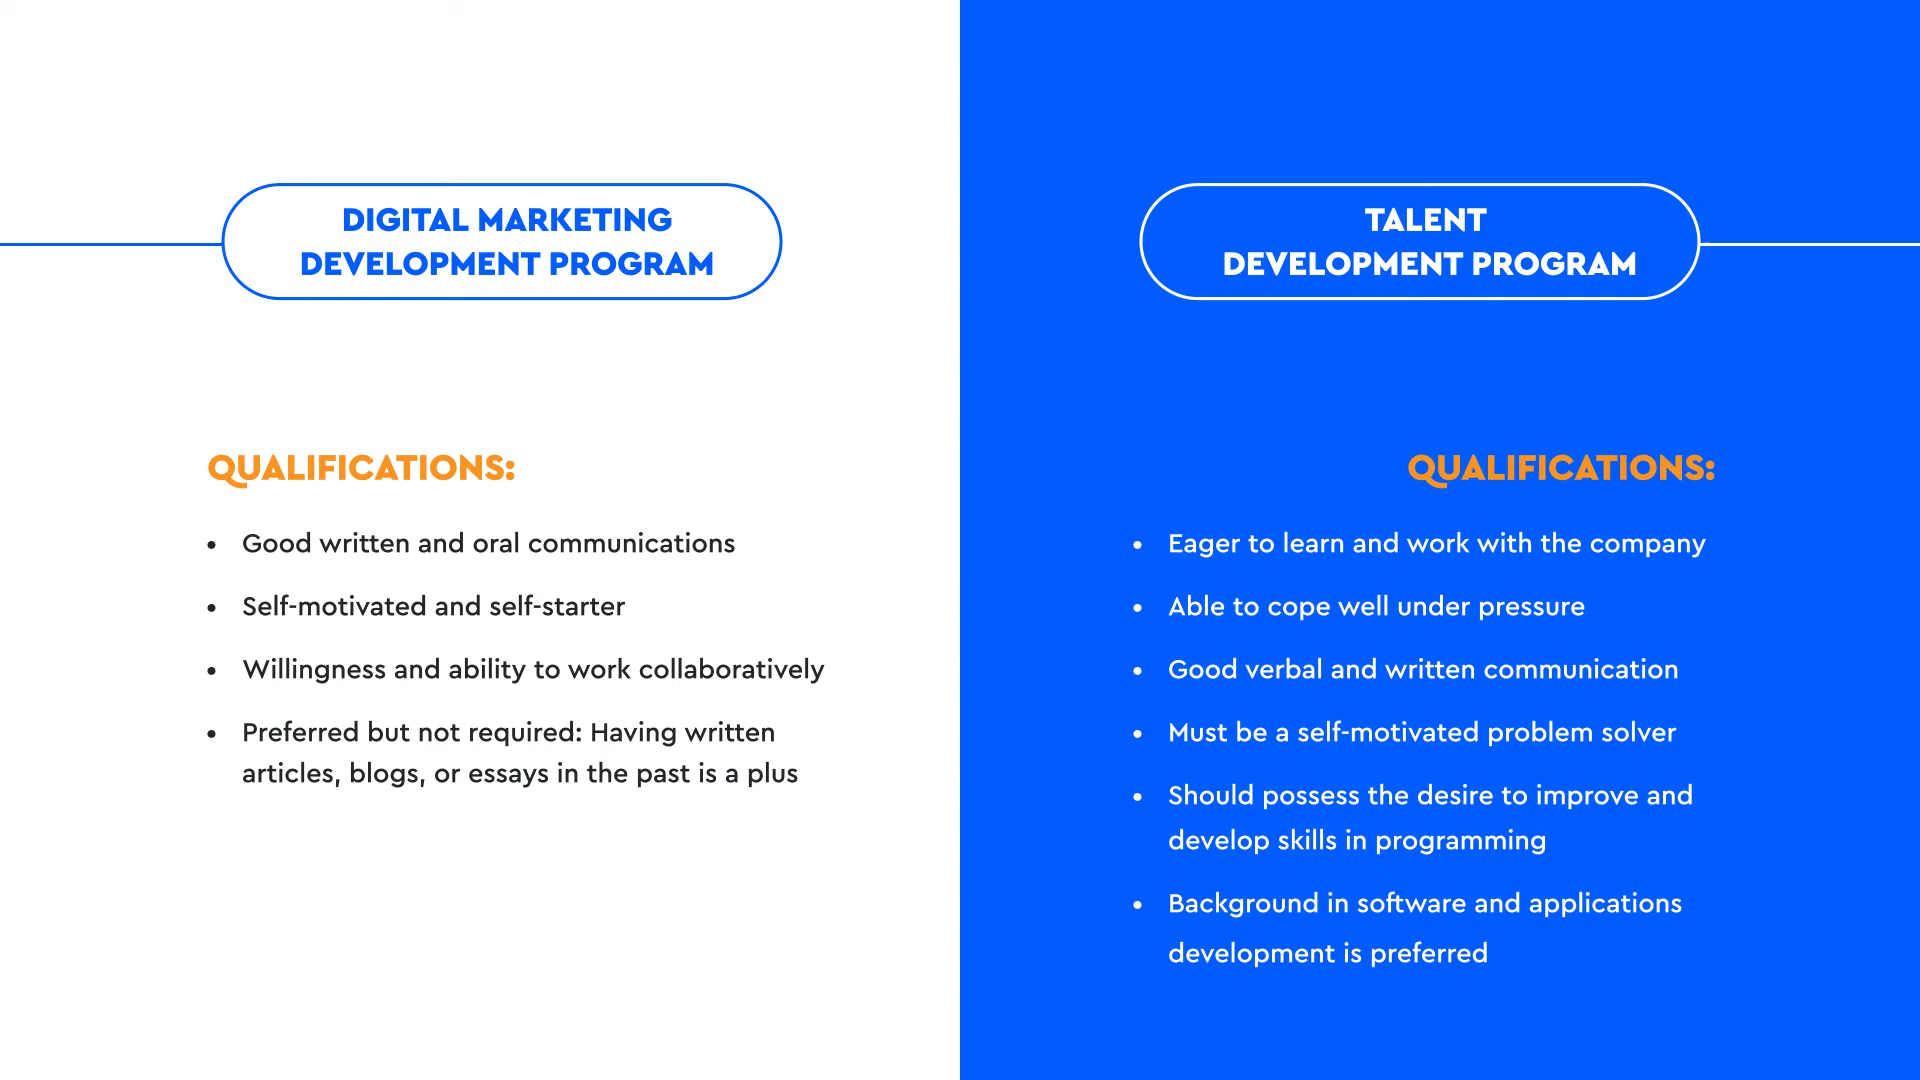 DIGITAL MARKETING
DEVELOPMENT PROGRAM
QUALIFICATIONS:
• Good written and oral communications
• Self-motivated and self-starter
• Willingness and ability to work collaboratively
• Preferred but not required: Having written
articles, blogs, or essays in the past is a plus
TALENT
DEVELOPMENT PROGRAM
QUALIFICATIONS:
• Eager to learn and work with the company
• Able to cope well under pressure
• Good verbal and written communication
• Must be a self-motivated problem solver
• Should possess the desire to improve and
develop skills in programming
• Background in software and applications
development is preferred